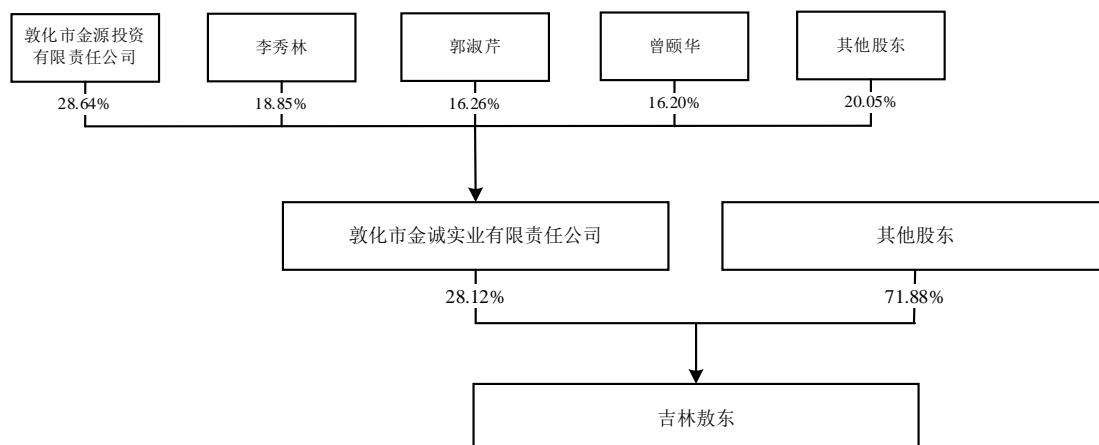 敦化市金源投资
有限责任公司
李秀林
郭淑芹
曾颐华
其他股东
28.64%
18.85%
16.26%
16.20%
20.05%
敦化市金诚实业有限责任公司
其他股东
28.12%
71.88%
吉林敖东